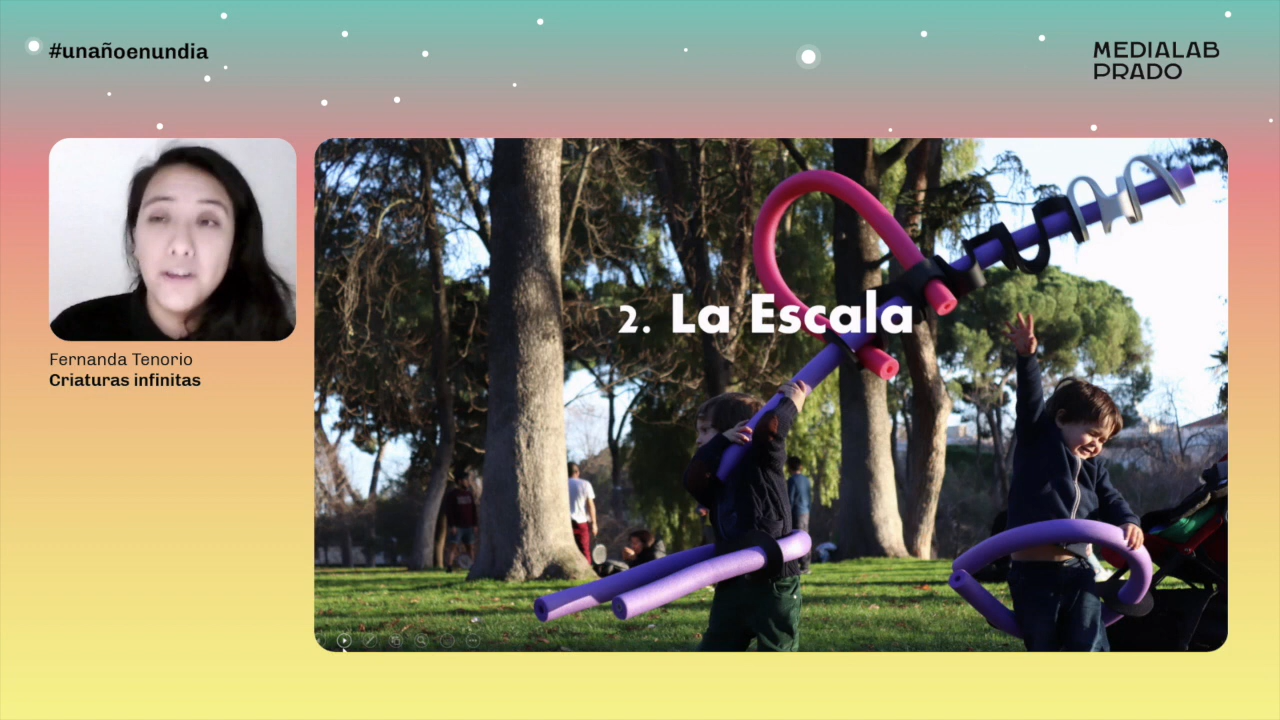 #unañoenundia
MEDIALAB
PRADO
2. La Escala
Fernanda Tenorio
Criaturas infinitas